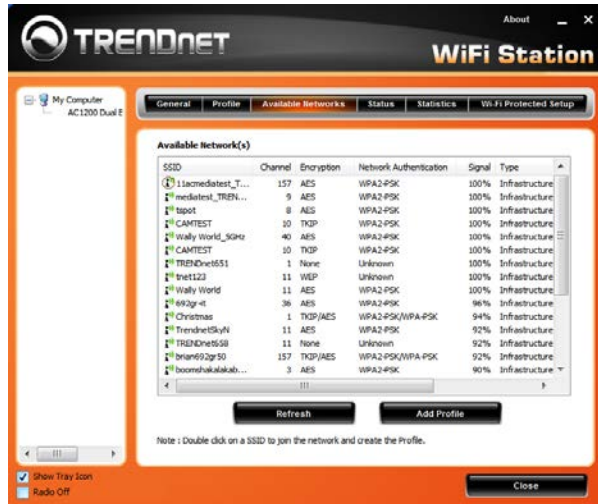 About
TRENDNET
WiFi Station
My Computer
AC1200 Dual E
General Profile Available Networks Status Statistics Wi-Fi Protected Setup
Available Network(s)
SSID Channel Encryption Network Authentication Signal Type
11acmediatest_T... 157 AES WPA2-PSK 100% Infrastructure
mediatest_TREN... 9 AES WPA2-PSK 100% Infrastructure
tspot 8 AES WPA2-PSK 100% Infrastructure
CAMTEST 10 TKIP WPA2-PSK 100% Infrastructure
Wally World_5GHz 40 AES WPA2-PSK 100% Infrastructure
CAMTEST 10 TKIP WPA2-PSK 100% Infrastructure
TRENDnet651 1 None Unknown 100% Infrastructure
tnet123 11 WEP Unknown 100% Infrastructure
Wally World 11 AES WPA2-PSK 100% Infrastructure
692gr-it 36 AES WPA2-PSK 96% Infrastructure
Christmas 1 TKIP/AES WPA2-PSK/WPA-PSK 94% Infrastructure
TrendnetSkyN 11 AES WPA2-PSK 92% Infrastructure
TRENDnet658 11 None Unknown 92% Infrastructure
brian692gr50 157 TKIP/AES WPA2-PSK/WPA-PSK 92% Infrastructure
boomshakalakab... 3 AES WPA2-PSK 90% Infrastructure
Refresh Add Profile
Note : Double click on a SSID to join the network and create the Profile.
Show Tray Icon
Radio Off
Close